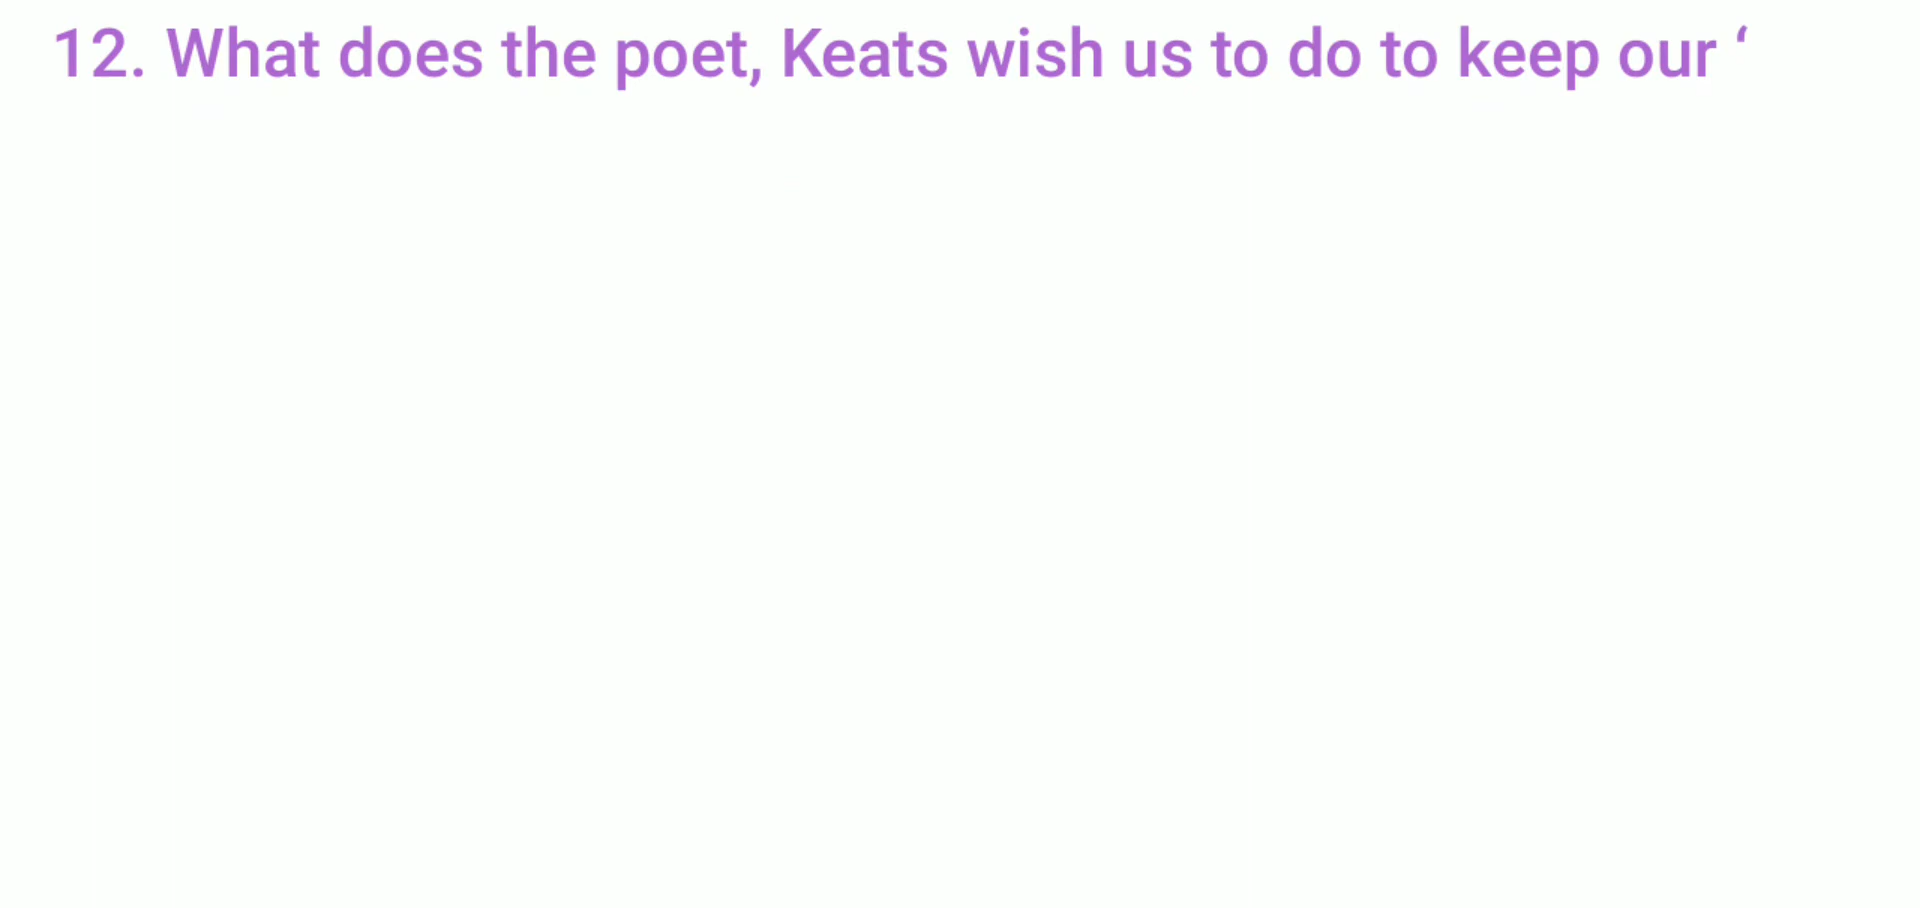 12. What does the poet, Keats wish us to do to keep our ‘